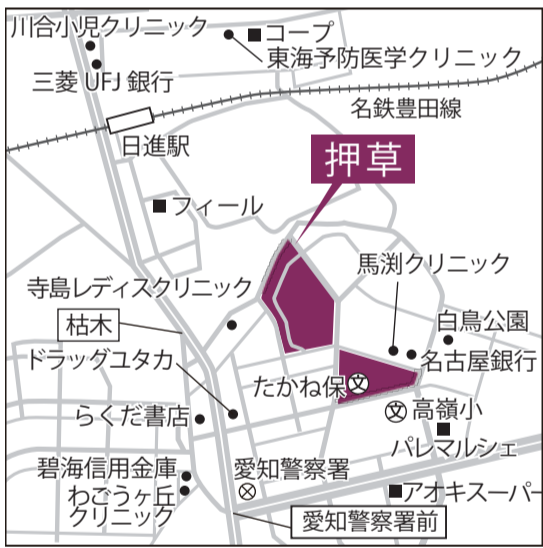 川合小児クリニック
コープ
東海予防医学クリニック
三菱UFJ銀行
名鉄豊田線
日進駅
押草
フィール
馬渕クリニック
寺島レディスクリニック
枯木
白鳥公園
ドラッグユタカ
名古屋銀行
たかね保
文
文
高嶺小
らくだ書店
パレマルシェ
碧海信用金庫
愛知警察署
わごうヶ丘
クリニック
アオキスーパー
愛知警察署前